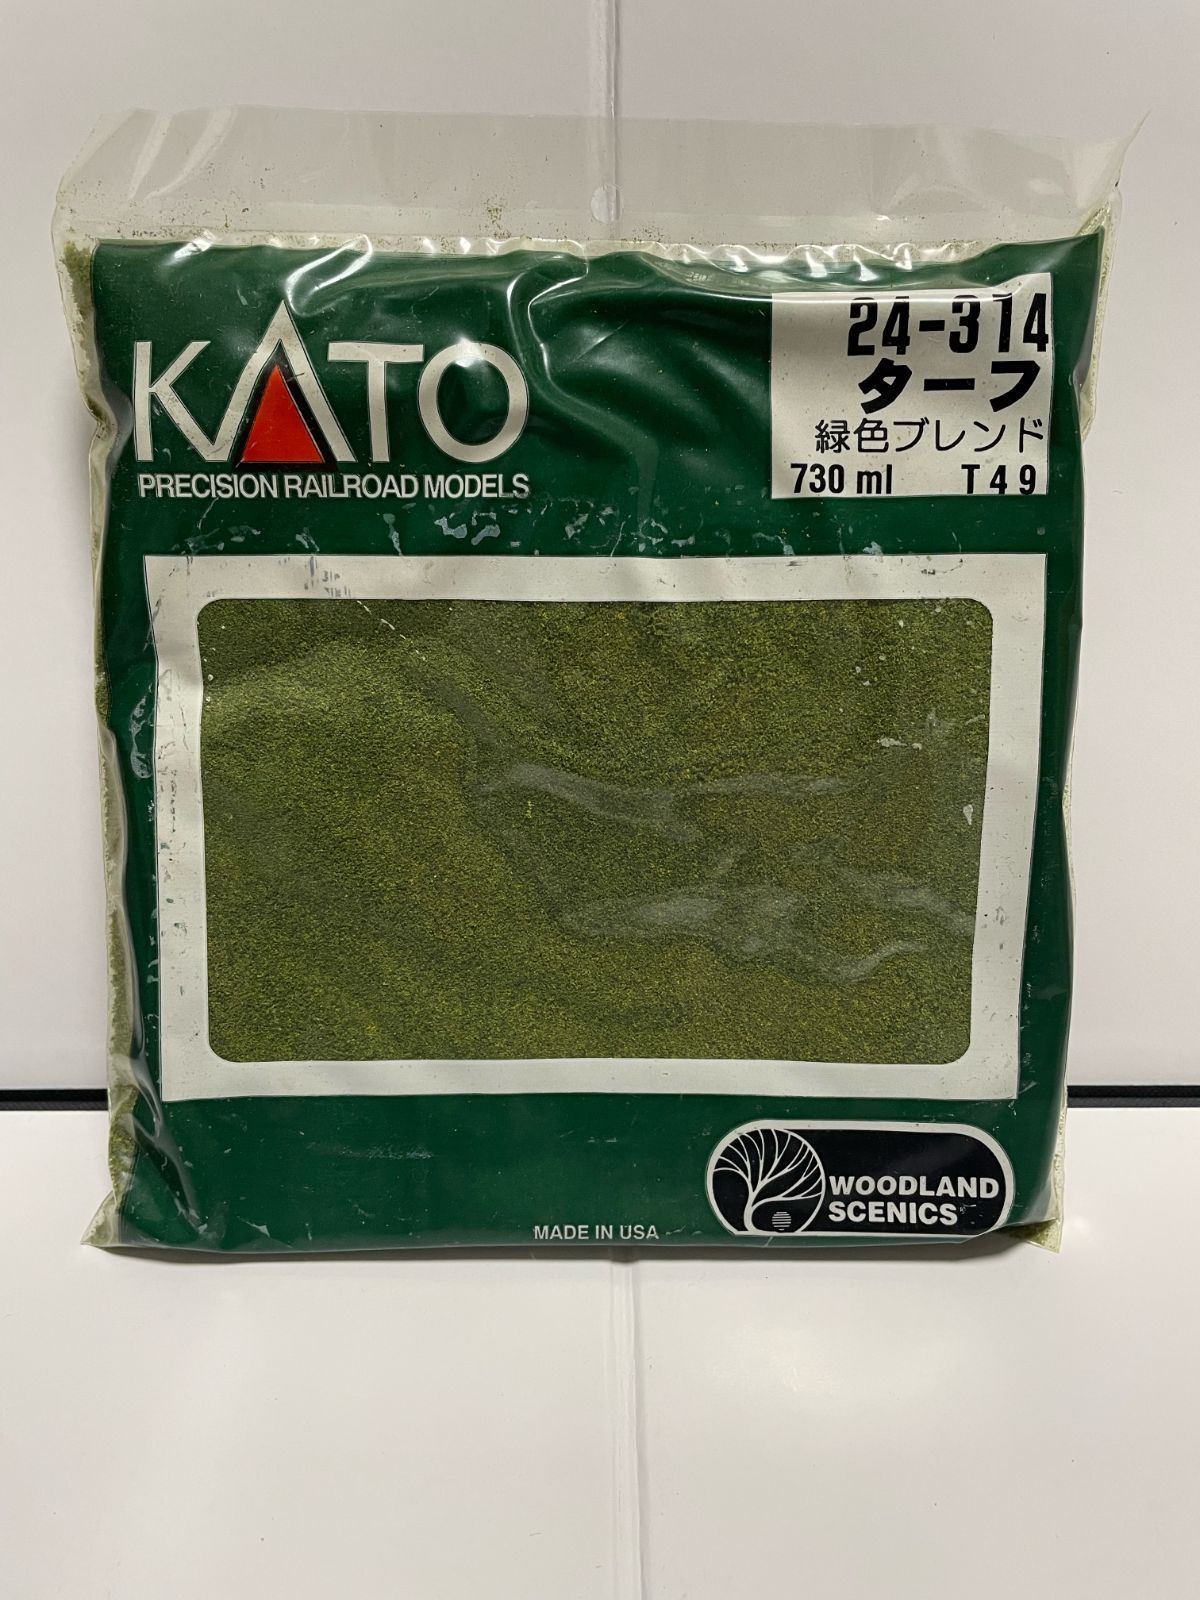 KATO
PRECISION RAILROAD MODELS
24-314
ターフ
緑色ブレンド
730 ml T49
WOODLAND
SCENICS
MADE IN USA